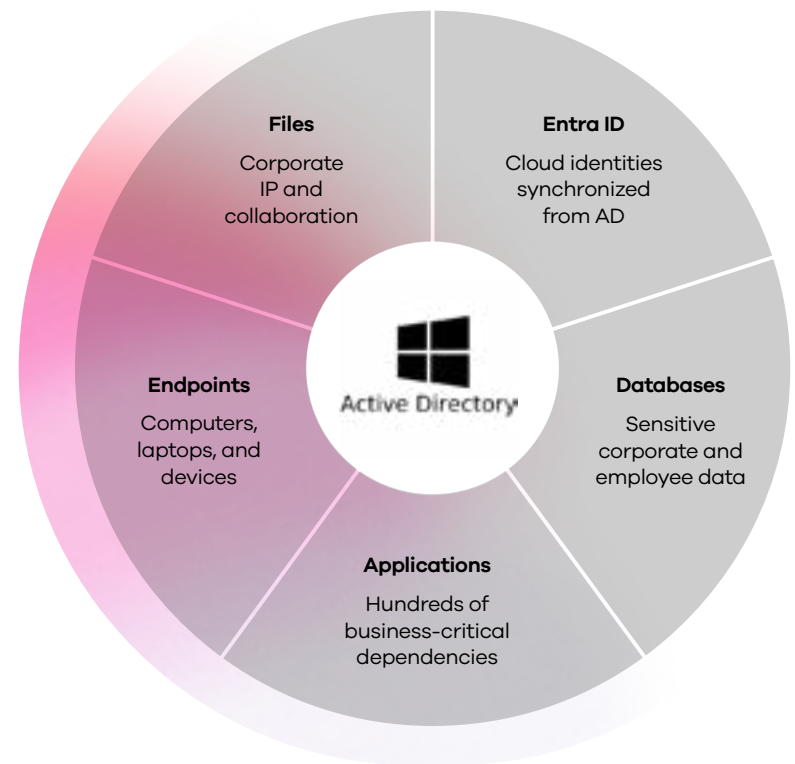 Files
Corporate
IP and
collaboration
Entra ID
Cloud identities
synchronized
from AD
Endpoints
Computers,
laptops, and
devices
Active Directory
Databases
Sensitive
corporate and
employee data
Applications
Hundreds of
business-critical
dependencies